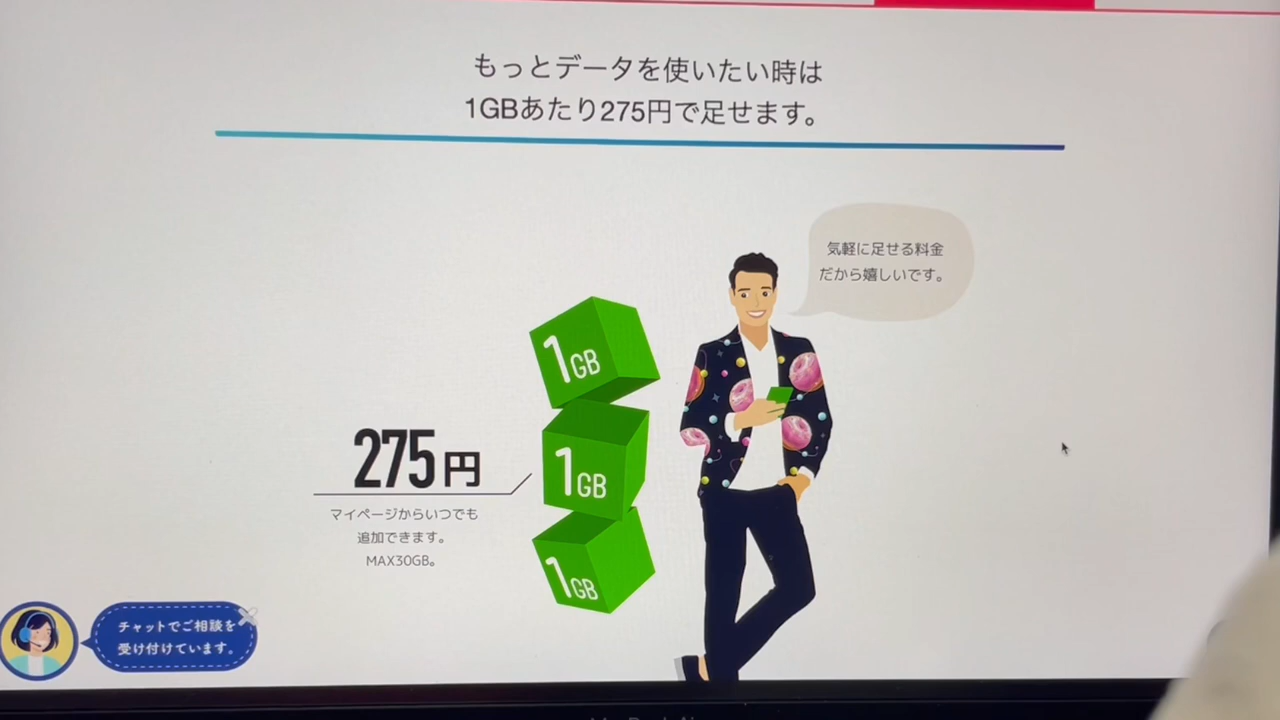 もっとデータを使いたい時は
1GBあたり275円で足せます。
気軽に足せる料金
だから嬉しいです。
1GB
1GB
275円
マイページからいつでも
追加できます。
MAX30GB。
1GB
チャットでご相談を
受け付けています。